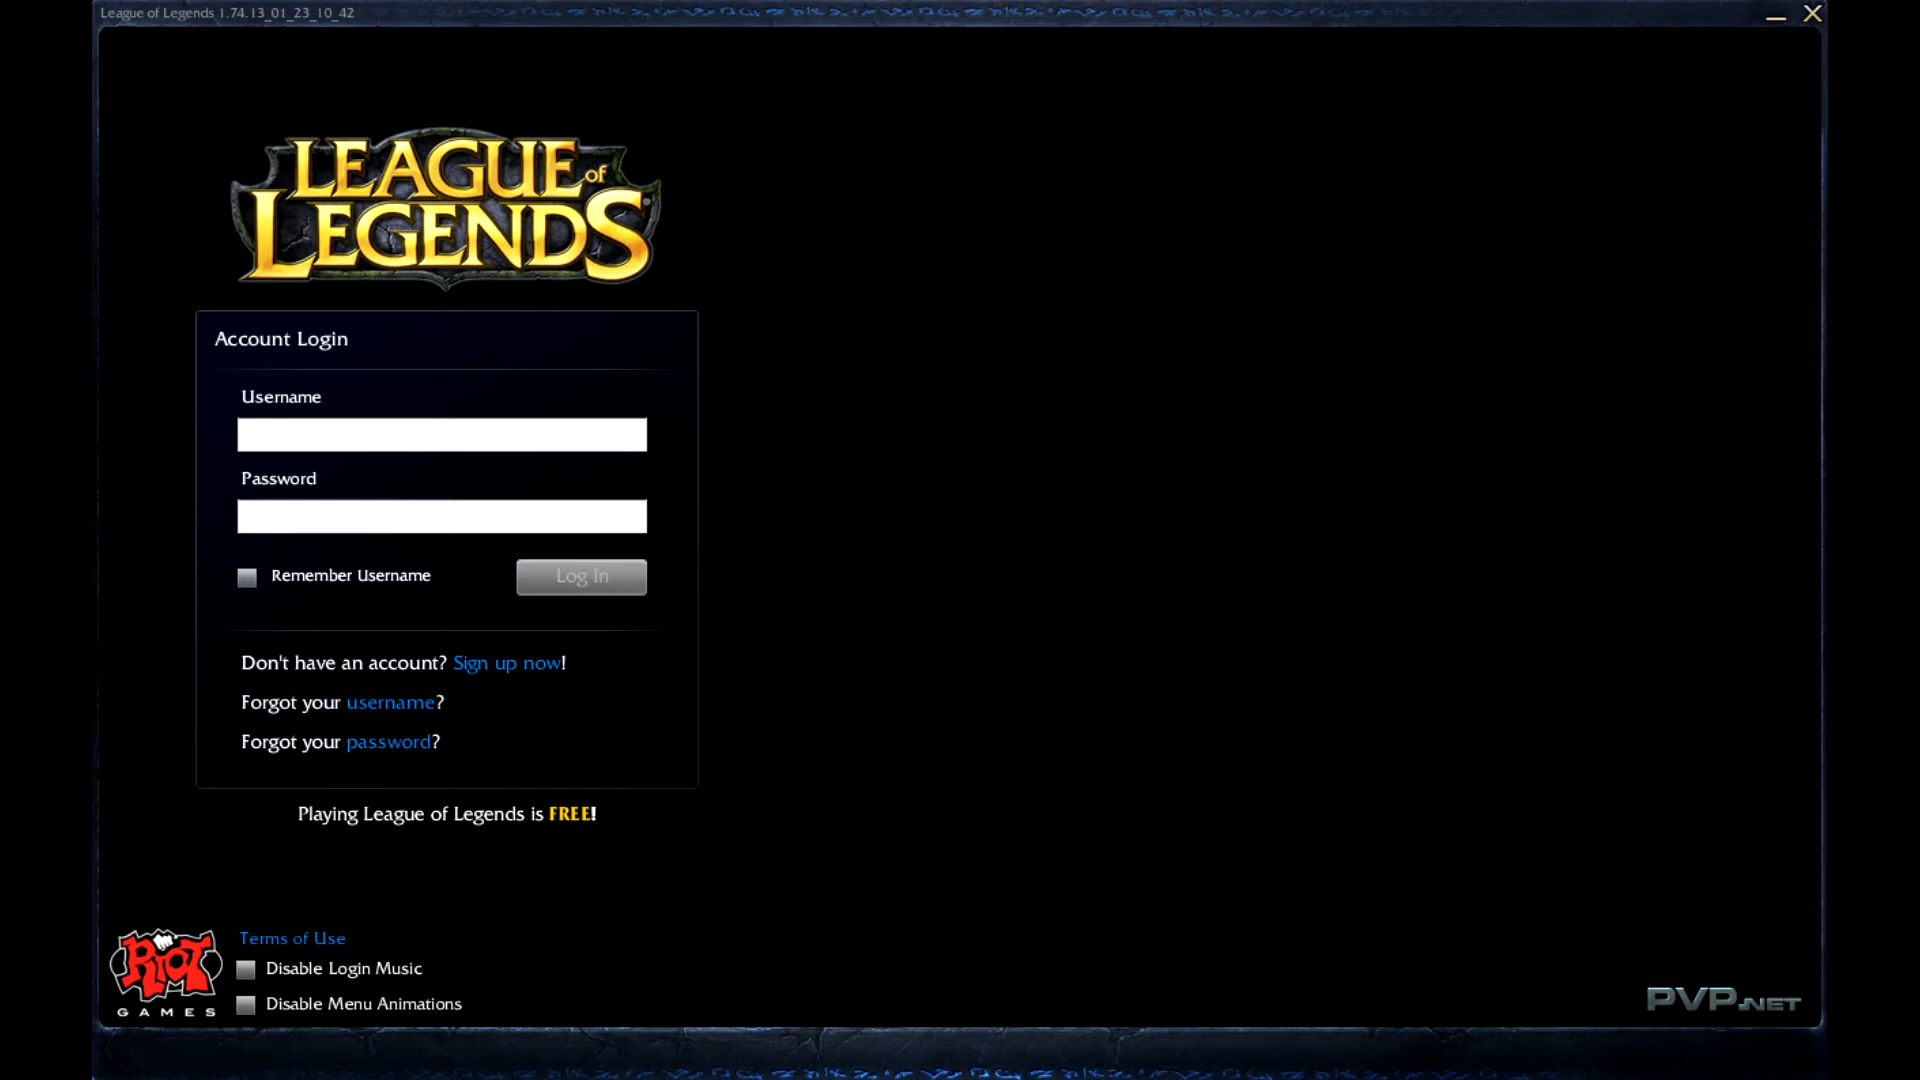 League of Legends 1.74.13_01_23_10_42
LEAGUE of
LEGENDS®
Account Login
Username
Password
Remember Username
Log In
Don't have an account? Sign up now!
Forgot your username?
Forgot your password?
Playing League of Legends is FREE!
RIOT
GAMES
Terms of Use
Disable Login Music
Disable Menu Animations
PVP.NET